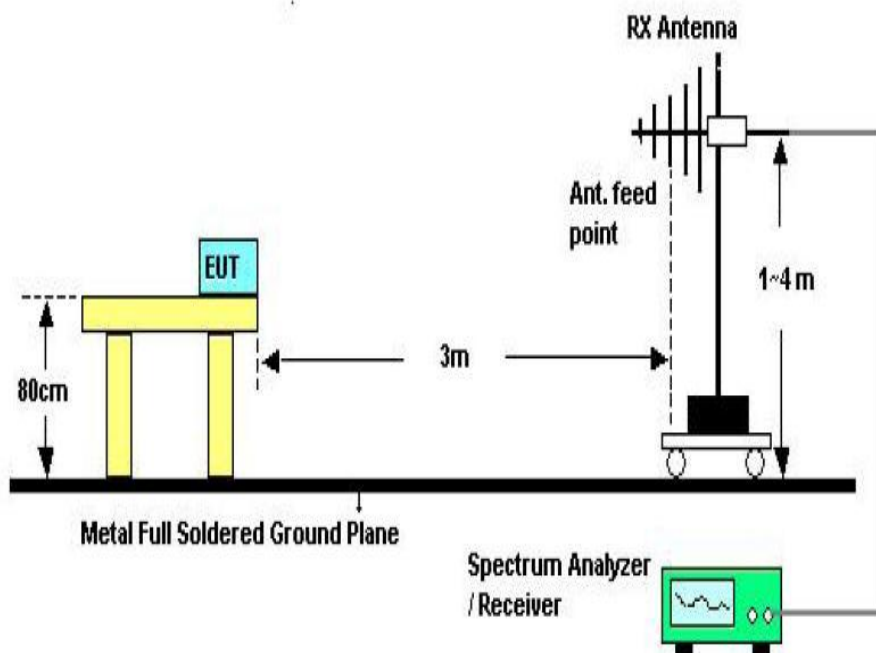 RX Antenna
Ant. feed
point
EUT
1~4 m
3m
80cm
Metal Full Soldered Ground Plane
Spectrum Analyzer
/ Receiver